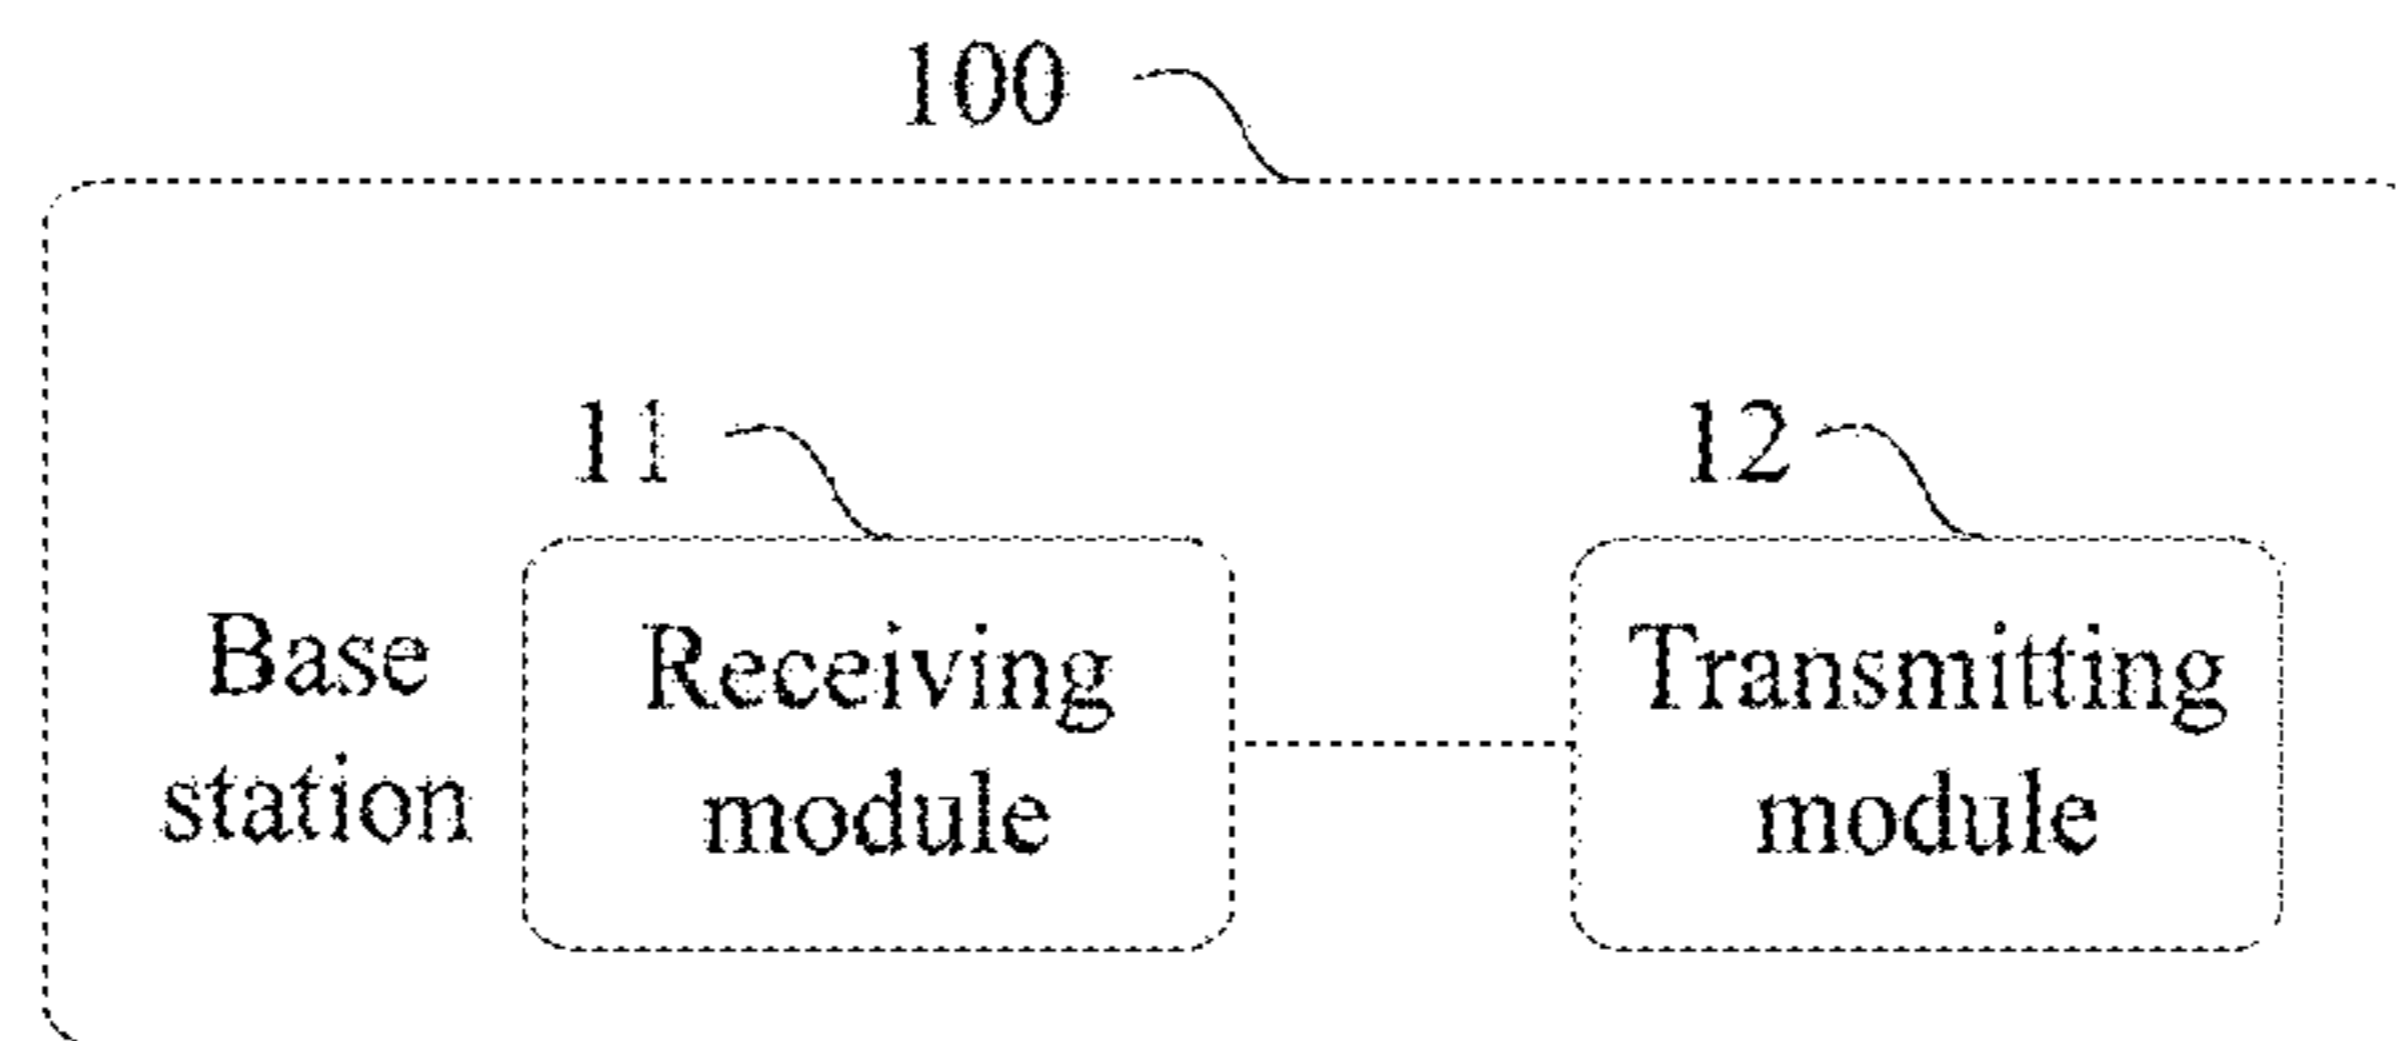 100
11
12
Base
station
Receiving
module
Transmitting
module